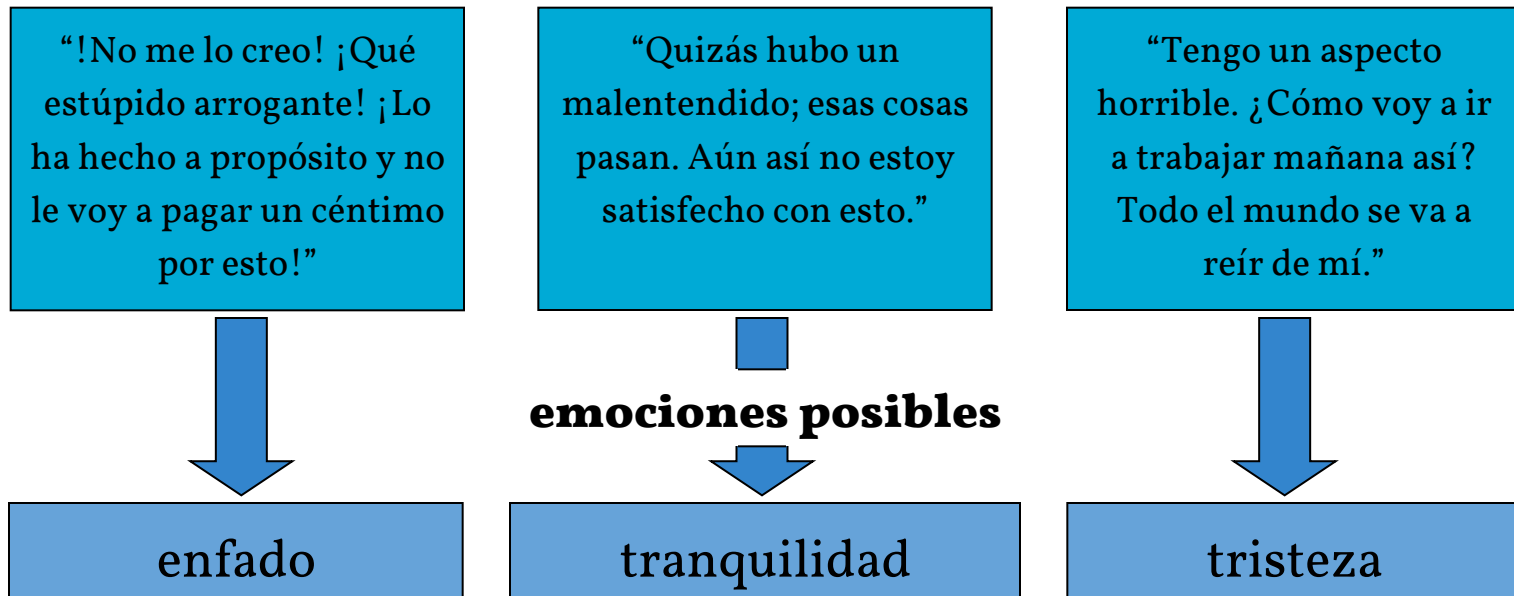 “!No me lo creo! ¡Qué
estúpido arrogante! ¡Lo
ha hecho a propósito y no
le voy a pagar un céntimo
por esto!”
“Quizás hubo un
malentendido; esas cosas
pasan. Aún así no estoy
satisfecho con esto.”
“Tengo un aspecto
horrible. ¿Cómo voy a ir
a trabajar mañana así?
Todo el mundo se va a
reír de mí.”
emociones posibles
enfado
tranquilidad
tristeza